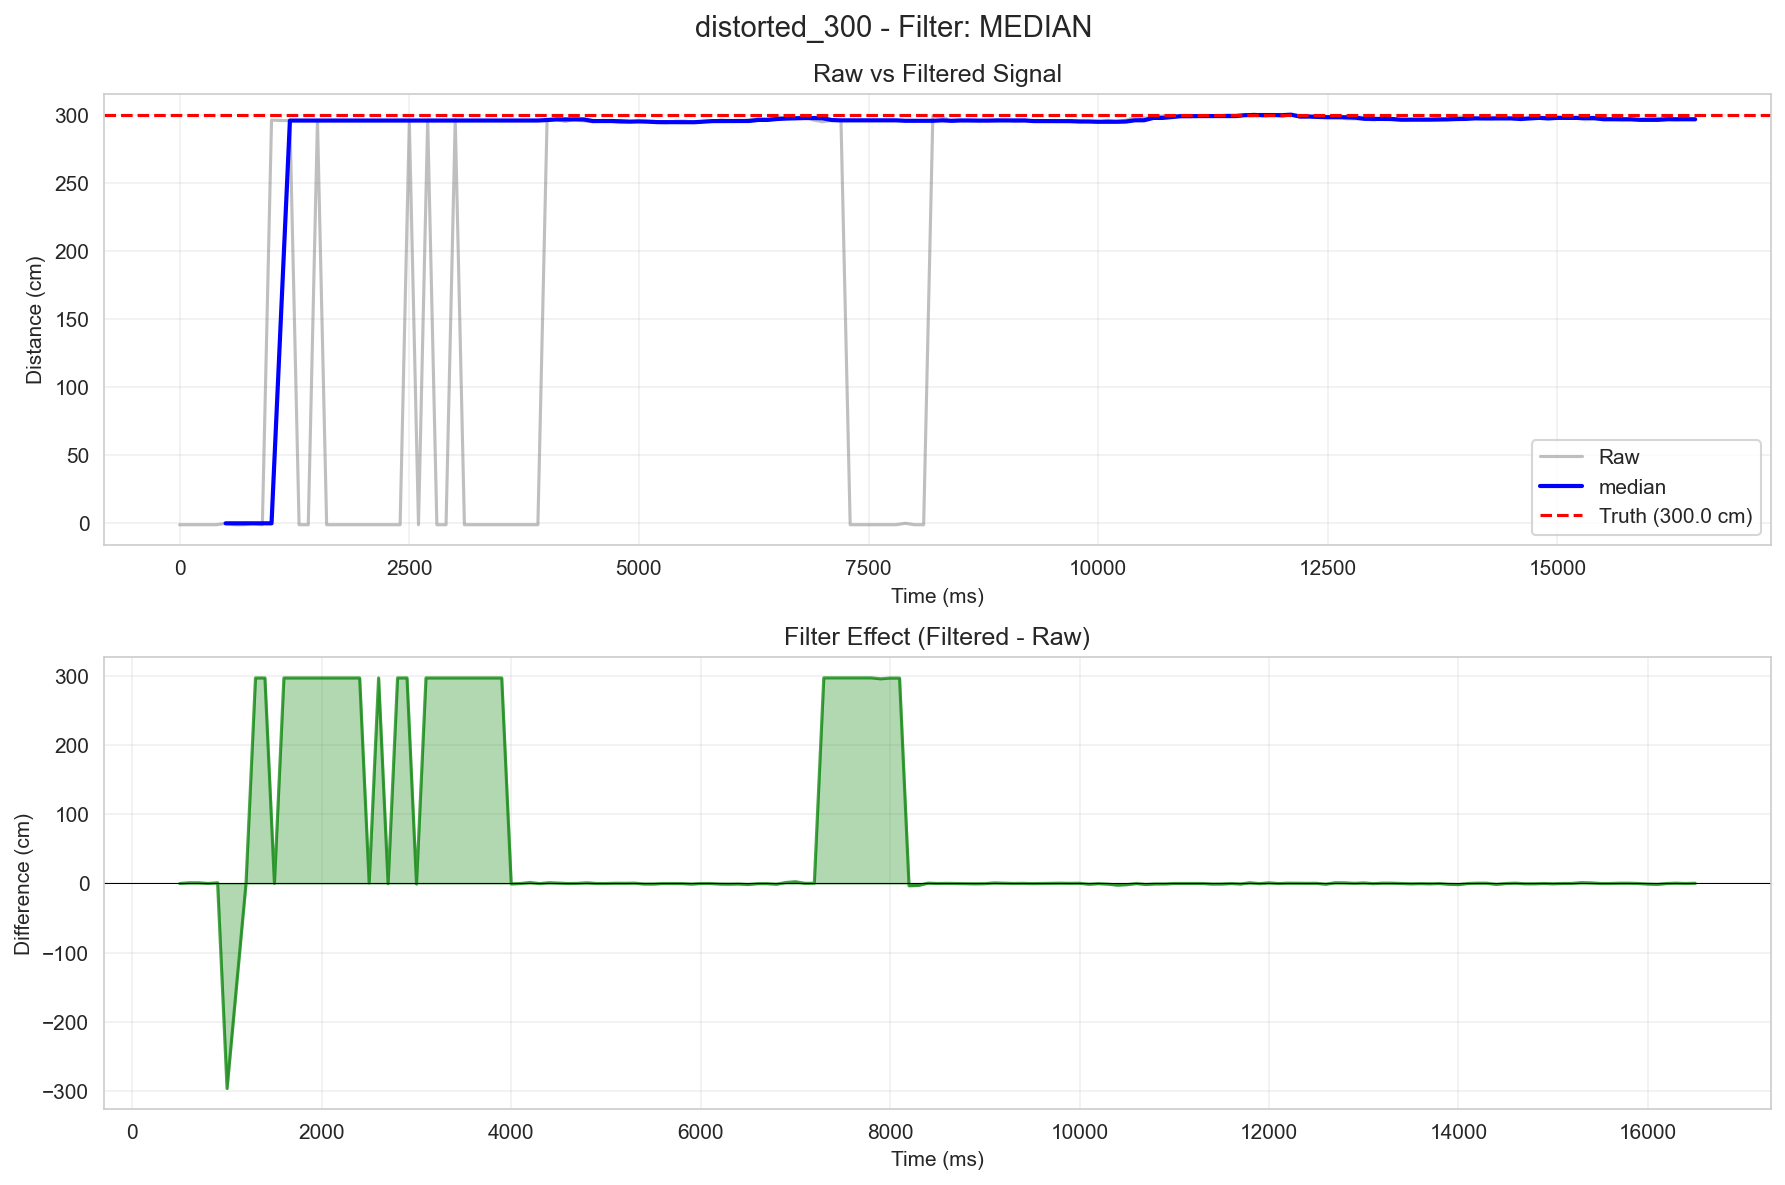 distorted_300 - Filter: MEDIAN
Raw vs Filtered Signal
300
250
200
150
100
50
0
Distance (cm)
Raw
median
Truth (300.0 cm)
0 2500 5000 7500 10000 12500 15000
Time (ms)
Filter Effect (Filtered - Raw)
300
200
100
0
−100
−200
−300
Difference (cm)
0 2000 4000 6000 8000 10000 12000 14000 16000
Time (ms)